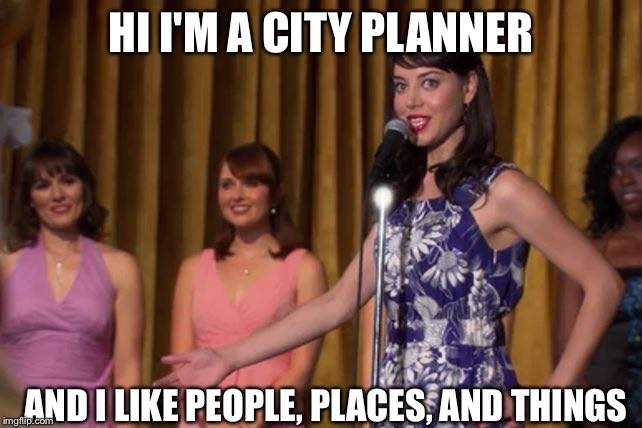 HI I'M A CITY PLANNER
AND I LIKE PEOPLE, PLACES, AND THINGS
imgflip.com